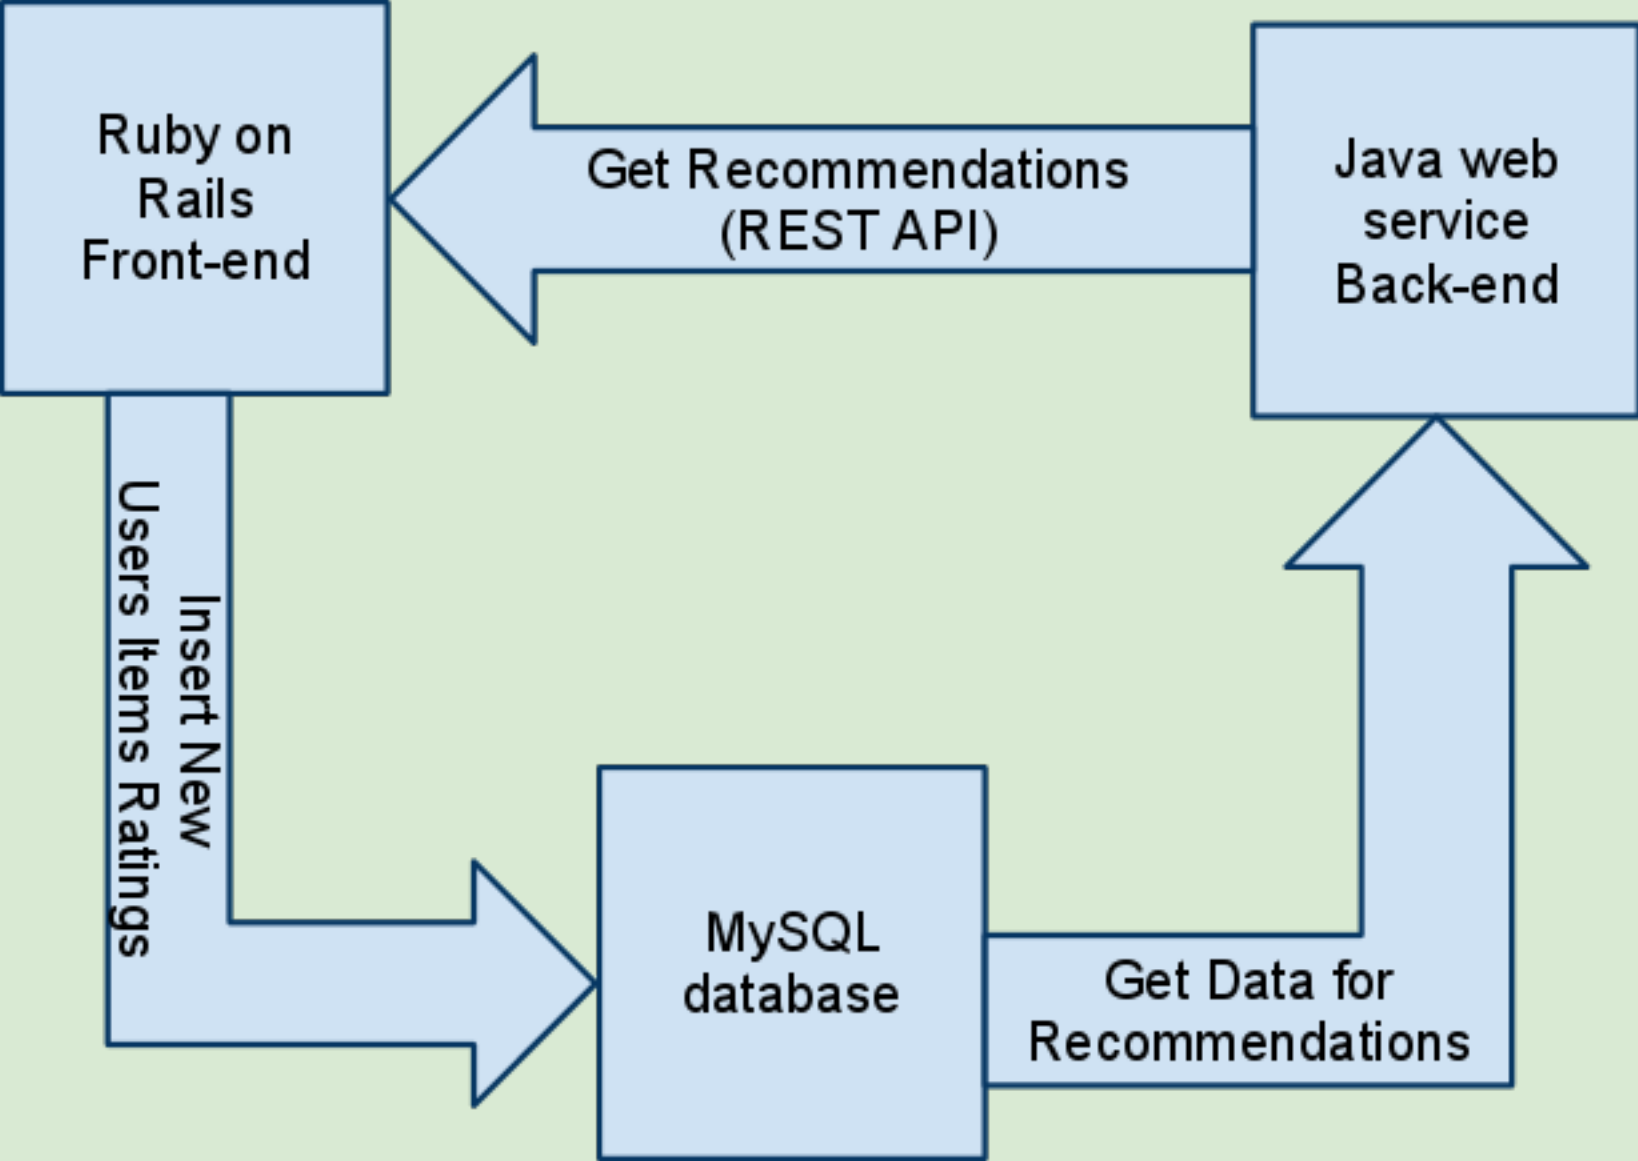 Ruby on
Rails
Front-end
Get Recommendations
(REST API)
Java web
service
Back-end
Insert New
Users Items Ratings
MySQL
database
Get Data for
Recommendations